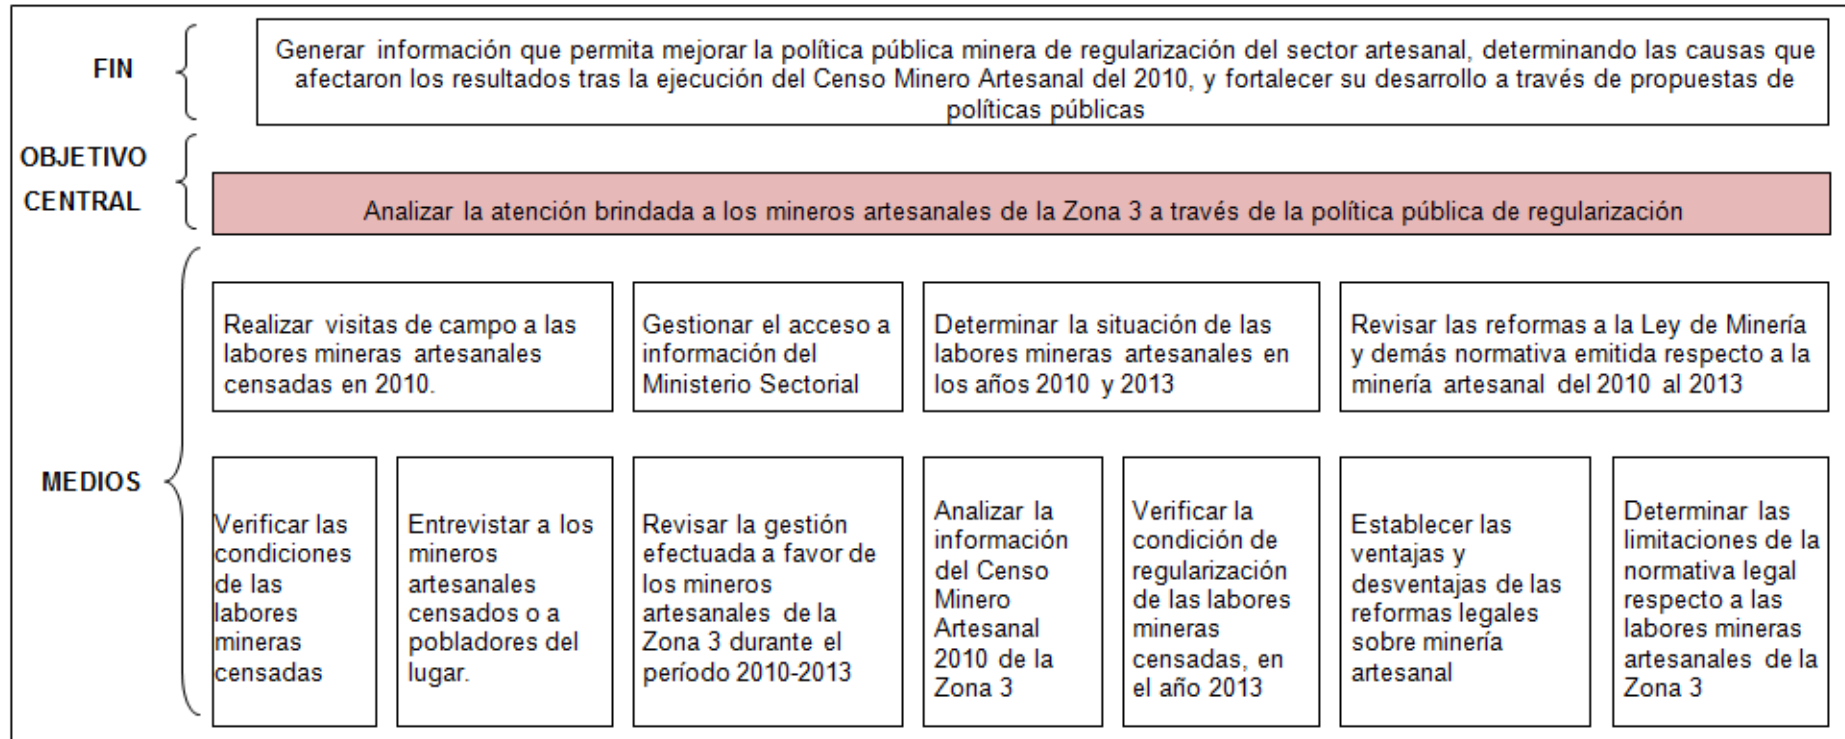 FIN
Generar información que permita mejorar la política pública minera de regularización del sector artesanal, determinando las causas que
afectaron los resultados tras la ejecución del Censo Minero Artesanal del 2010, y fortalecer su desarrollo a través de propuestas de
políticas públicas
OBJETIVO
CENTRAL
Analizar la atención brindada a los mineros artesanales de la Zona 3 a través de la política pública de regularización
MEDIOS
Realizar visitas de campo a las
labores mineras artesanales
censadas en 2010.
Gestionar el acceso a
información del
Ministerio Sectorial
Determinar la situación de las
labores mineras artesanales en
los años 2010 y 2013
Revisar las reformas a la Ley de Minería
y demás normativa emitida respecto a la
minería artesanal del 2010 al 2013
Verificar las
condiciones
de las
labores
mineras
censadas
Entrevistar a los
mineros
artesanales
censados o a
pobladores del
lugar.
Revisar la gestión
efectuada a favor de
los mineros
artesanales de la
Zona 3 durante el
período 2010-2013
Analizar la
información
del Censo
Minero
Artesanal
2010 de la
Zona 3
Verificar la
condición de
regularización
de las labores
mineras
censadas, en
el año 2013
Establecer las
ventajas y
desventajas de las
reformas legales
sobre minería
artesanal
Determinar las
limitaciones de la
normativa legal
respecto a las
labores mineras
artesanales de la
Zona 3